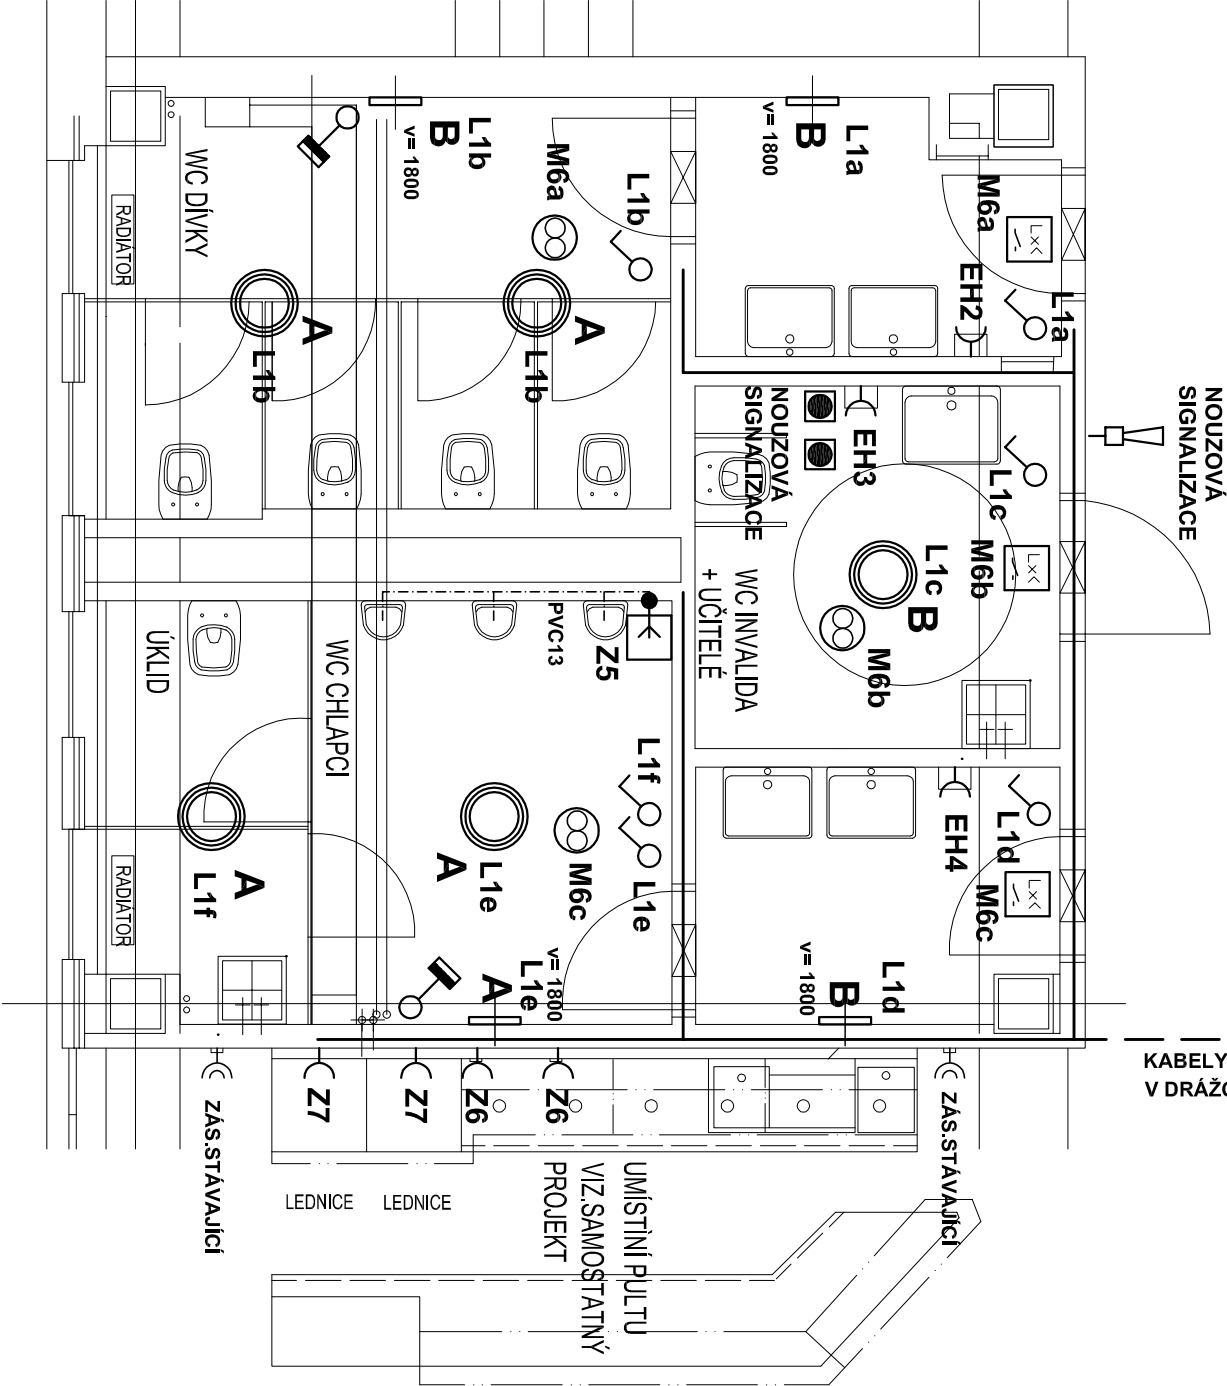 NOUZOVÁ
SIGNALIZACE
L1a
B
v= 1800
M6a
EH2
L1a
L1b
B
v= 1800
M6a
L1b
WC DÍVKY
RADIÁTOR
A
L1b
A
L1b
NOUZOVÁ
SIGNALIZACE
EH3
L1c
M6b
L1c
B
M6b
WC INVALIDA
+ UČITELÉ
PVC13
Z5
WC CHLAPCI
ÚKLID
L1f
L1e
M6c
L1e
A
A
L1f
RADIÁTOR
v= 1800
L1e
A
EH4
L1d
M6c
L1d
B
v= 1800
KABELY
V DRÁŽ
ZÁS.STÁVAJÍCÍ
Z7
Z7
Z6
Z6
ZÁS.STÁVAJÍCÍ
LEDNICE
LEDNICE
UMÍSTÌNÍ PULTU
VIZ.SAMOSTATNÝ
PROJEKT